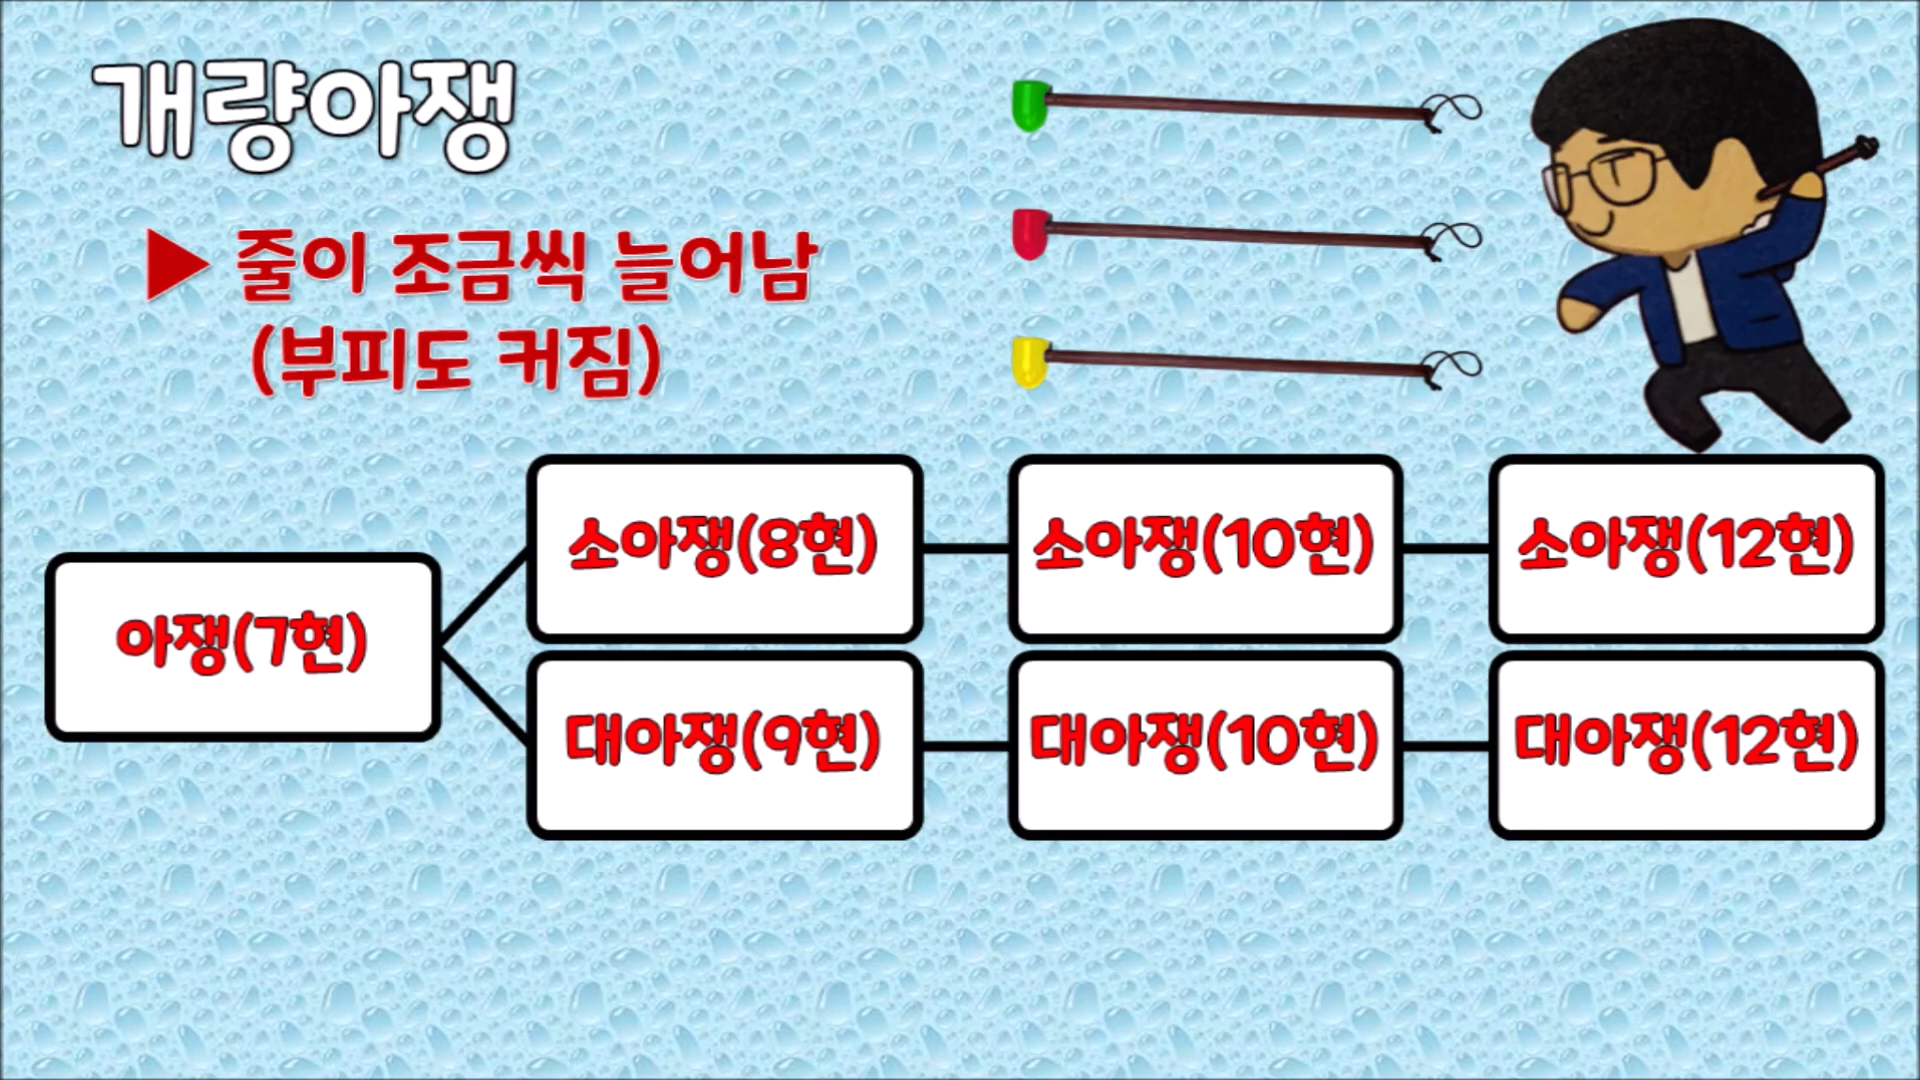 개량아쟁
▶ 줄이 조금씩 늘어남
(부피도 커짐)
아쟁(7현)
소아쟁(8현)
소아쟁(10현)
소아쟁(12현)
대아쟁(9현)
대아쟁(10현)
대아쟁(12현)